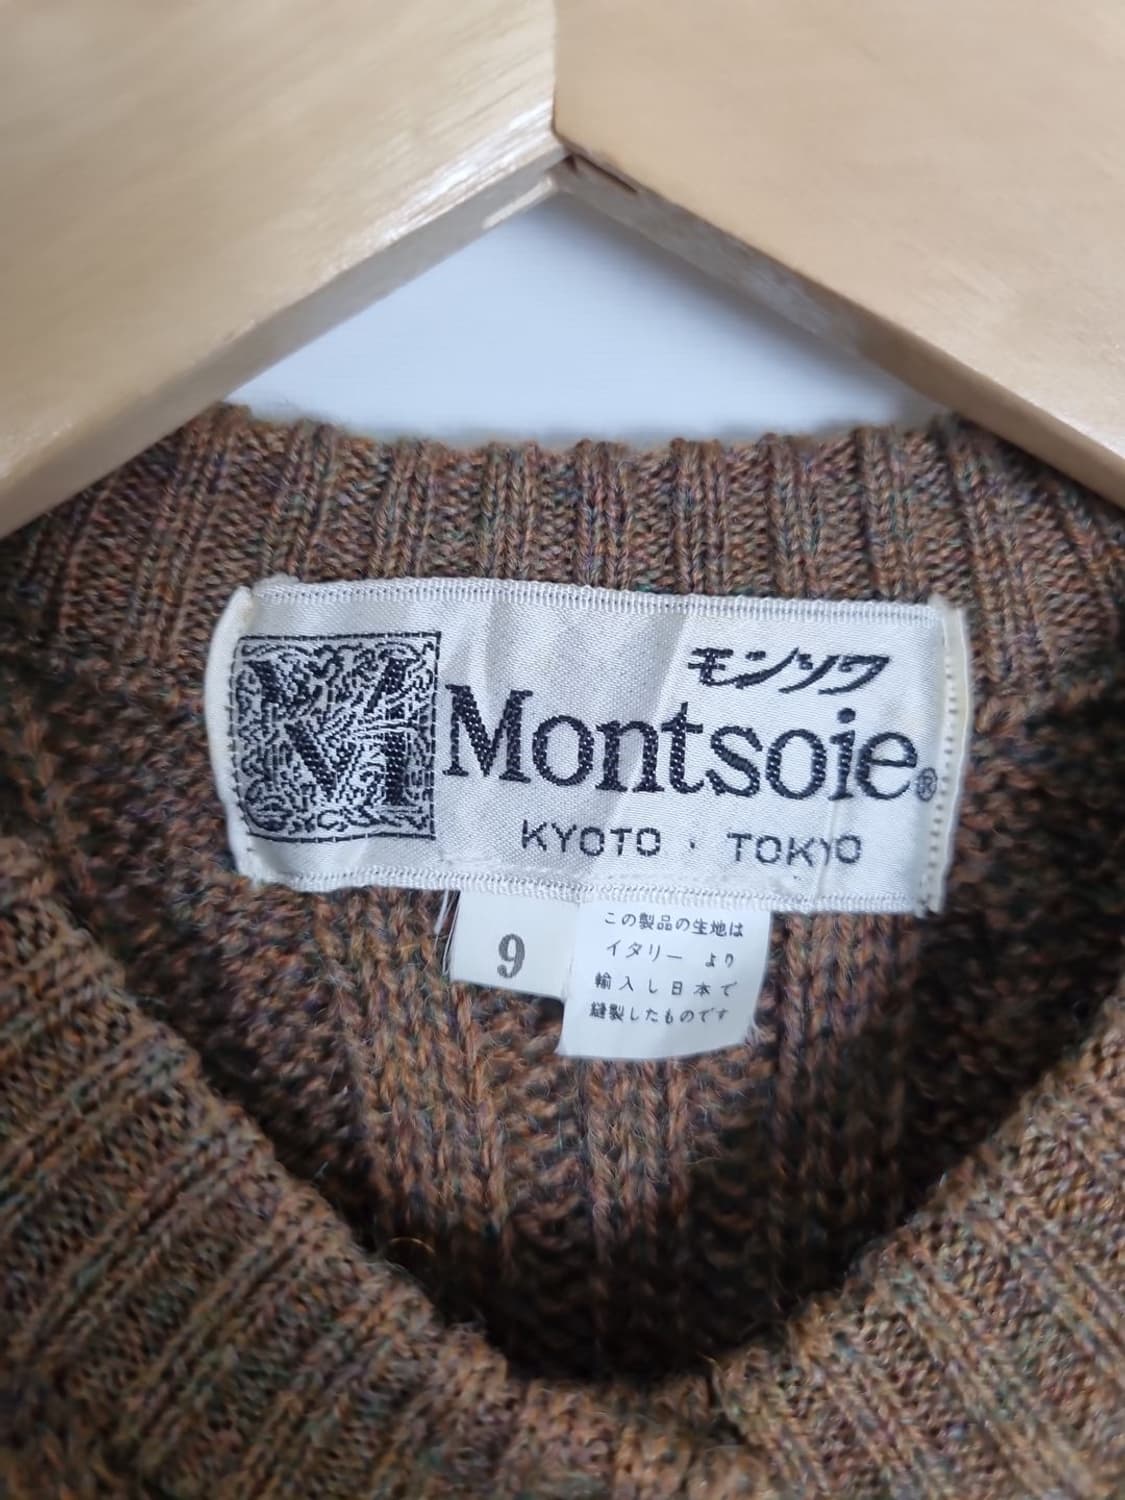 モンソワ
M
Montsoie®
KYOTO・TOKYO
9
この製品の生地は
イタリー より
輸入し日本で
縫製したものです